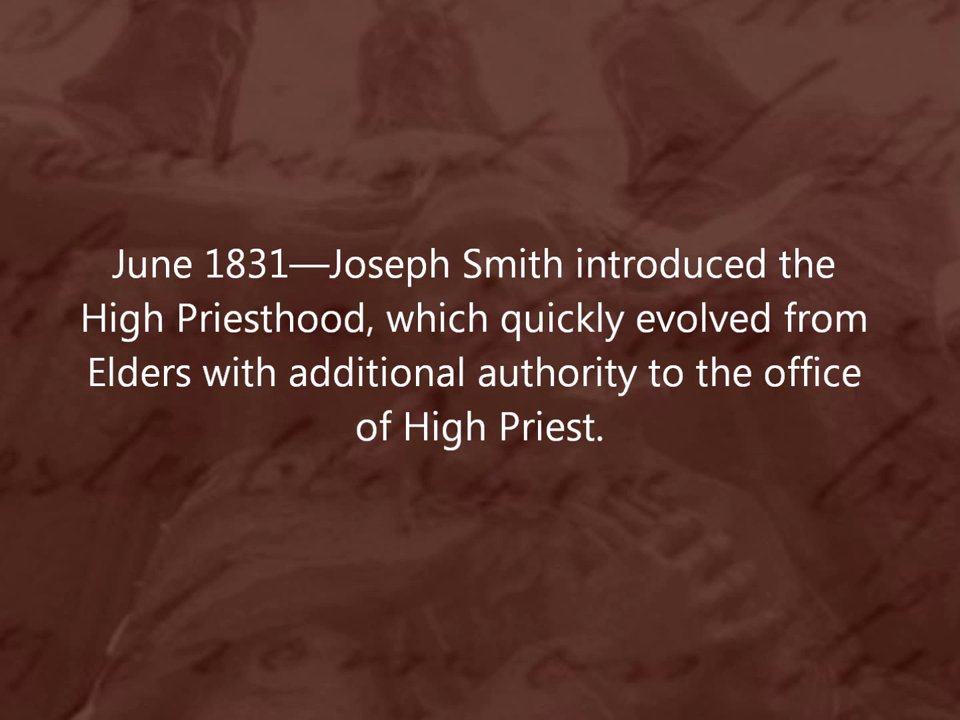 June 1831—Joseph Smith introduced the
High Priesthood, which quickly evolved from
Elders with additional authority to the office
of High Priest.